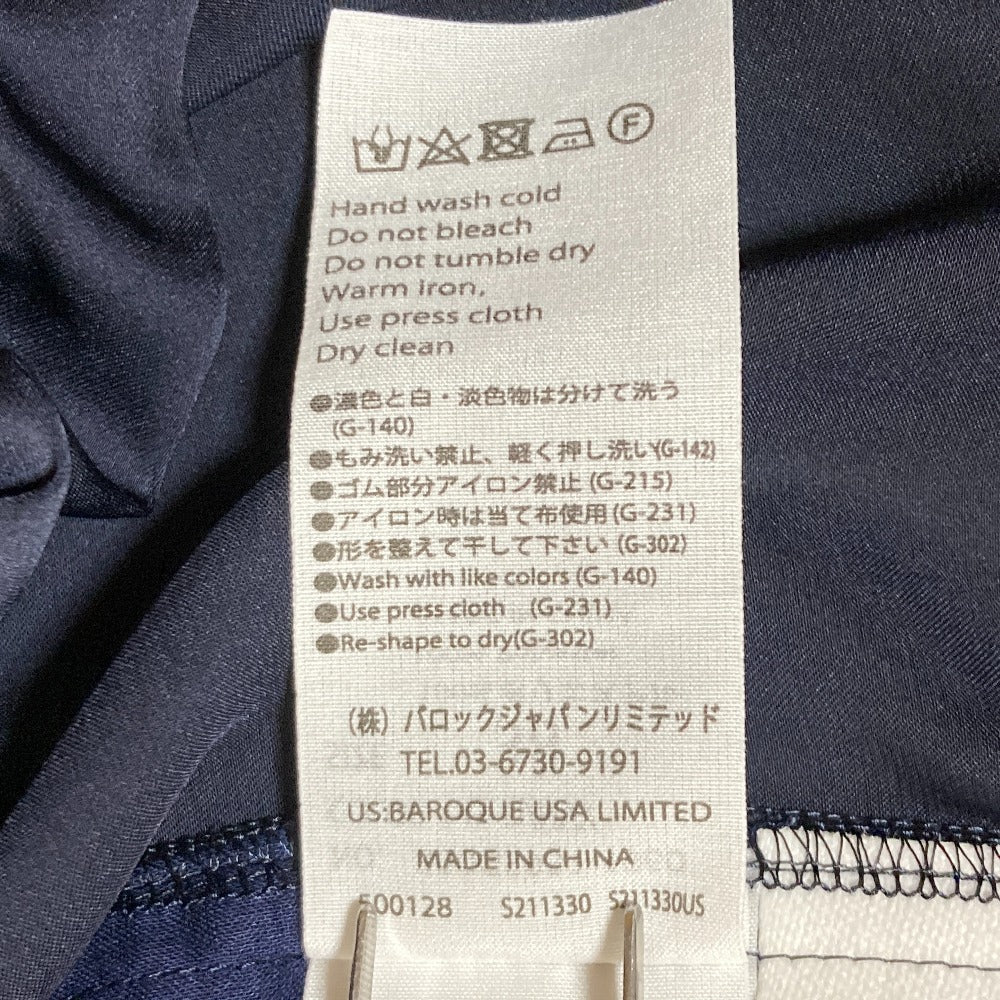 F
Hand wash cold
Do not bleach
Do not tumble dry
Warm iron,
Use press cloth
Dry clean
●濃色と白・淡色物は分けて洗う
(G-140)
●もみ洗い禁止、軽く押し洗い(G-142)
●ゴム部分アイロン禁止 (G-215)
●アイロン時は当て布使用 (G-231)
●形を整えて干して下さい (G-302)
●Wash with like colors (G-140)
●Use press cloth (G-231)
●Re-shape to dry(G-302)
(株) バロックジャパンリミテッド
TEL.03-6730-9191
US:BAROQUE USA LIMITED
MADE IN CHINA
S211330 S211330US